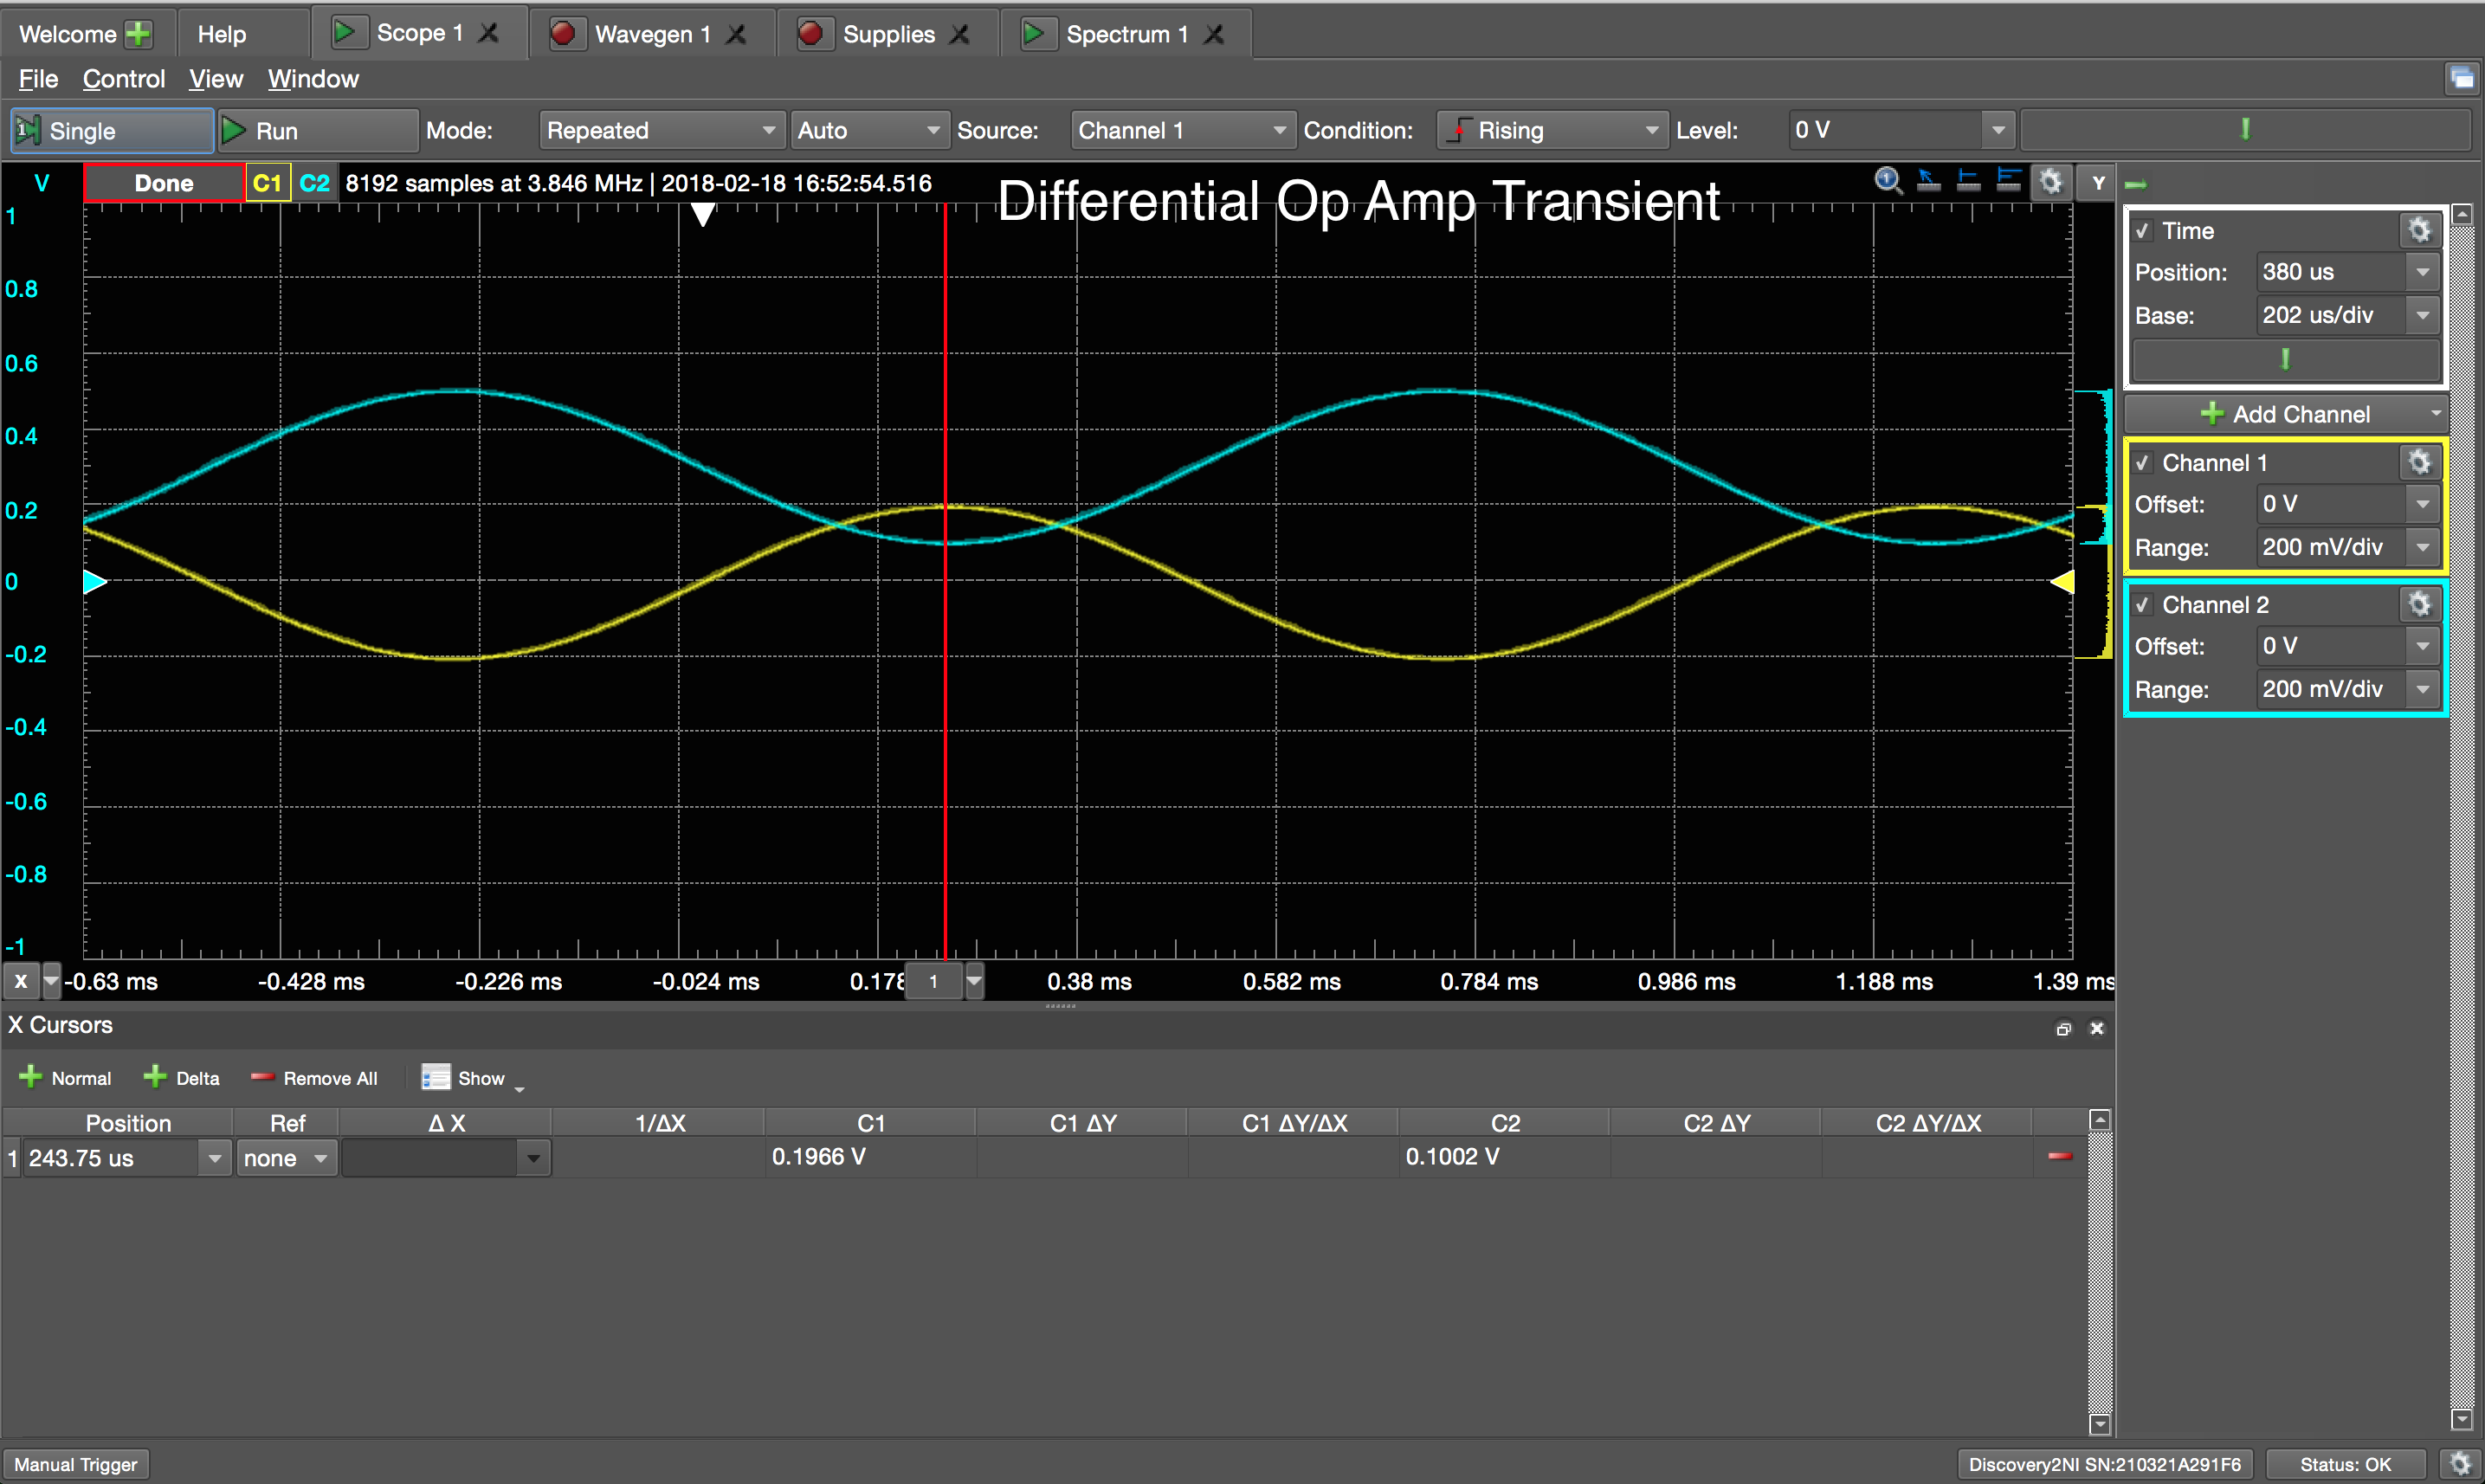 Welcome Help Scope 1 Wavegen 1 Supplies Spectrum 1
File Control View Window
1 Single Run Mode: Repeated Auto Source: Channel 1 Condition: Rising Level: 0 V
V Done C1 C2 8192 samples at 3.846 MHz | 2018-02-18 16:52:54.516 Y
Differential Op Amp Transient
1
0.8
0.6
0.4
0.2
0
-0.2
-0.4
-0.6
-0.8
-1
X -0.63 ms -0.428 ms -0.226 ms -0.024 ms 0.178 1 0.38 ms 0.582 ms 0.784 ms 0.986 ms 1.188 ms 1.39 ms
Time
Position: 380 us
Base: 202 us/div
Add Channel
Channel 1
Offset: 0 V
Range: 200 mV/div
Channel 2
Offset: 0 V
Range: 200 mV/div
X Cursors
Normal Delta Remove All Show
Position Ref Δ X 1/ΔX C1 C1 ΔY C1 ΔY/ΔX C2 C2 ΔY C2 ΔY/ΔX
1 243.75 us none 0.1966 V 0.1002 V
Manual Trigger Discovery2NI SN:210321A291F6 Status: OK